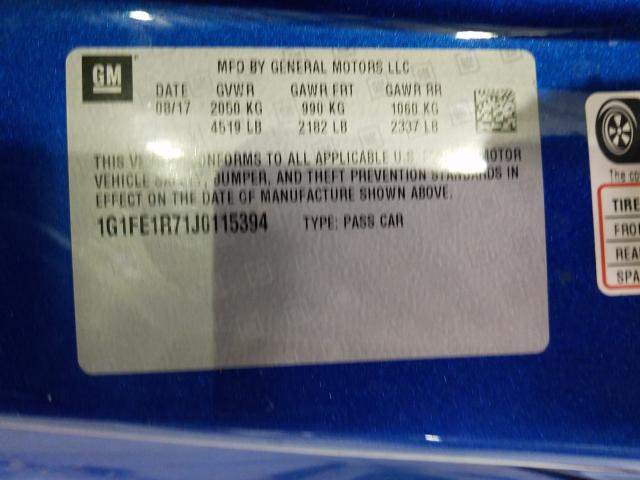 GM
MFD BY GENERAL MOTORS LLC
DATE GVWR GAWR FRT GAWR RR
08/17 2050 KG 990 KG 1060 KG
4519 LB 2182 LB 2337 LB
THIS CONFORMS TO ALL APPLICABLE U.S. MOTOR
VEHICLE BUMPER, AND THEFT PREVENTION STANDARDS IN
EFFECT ON THE DATE OF MANUFACTURE SHOWN ABOVE.
1G1FE1R71J0115394 TYPE: PASS CAR
The
TIRE
FRO
REA
SPA